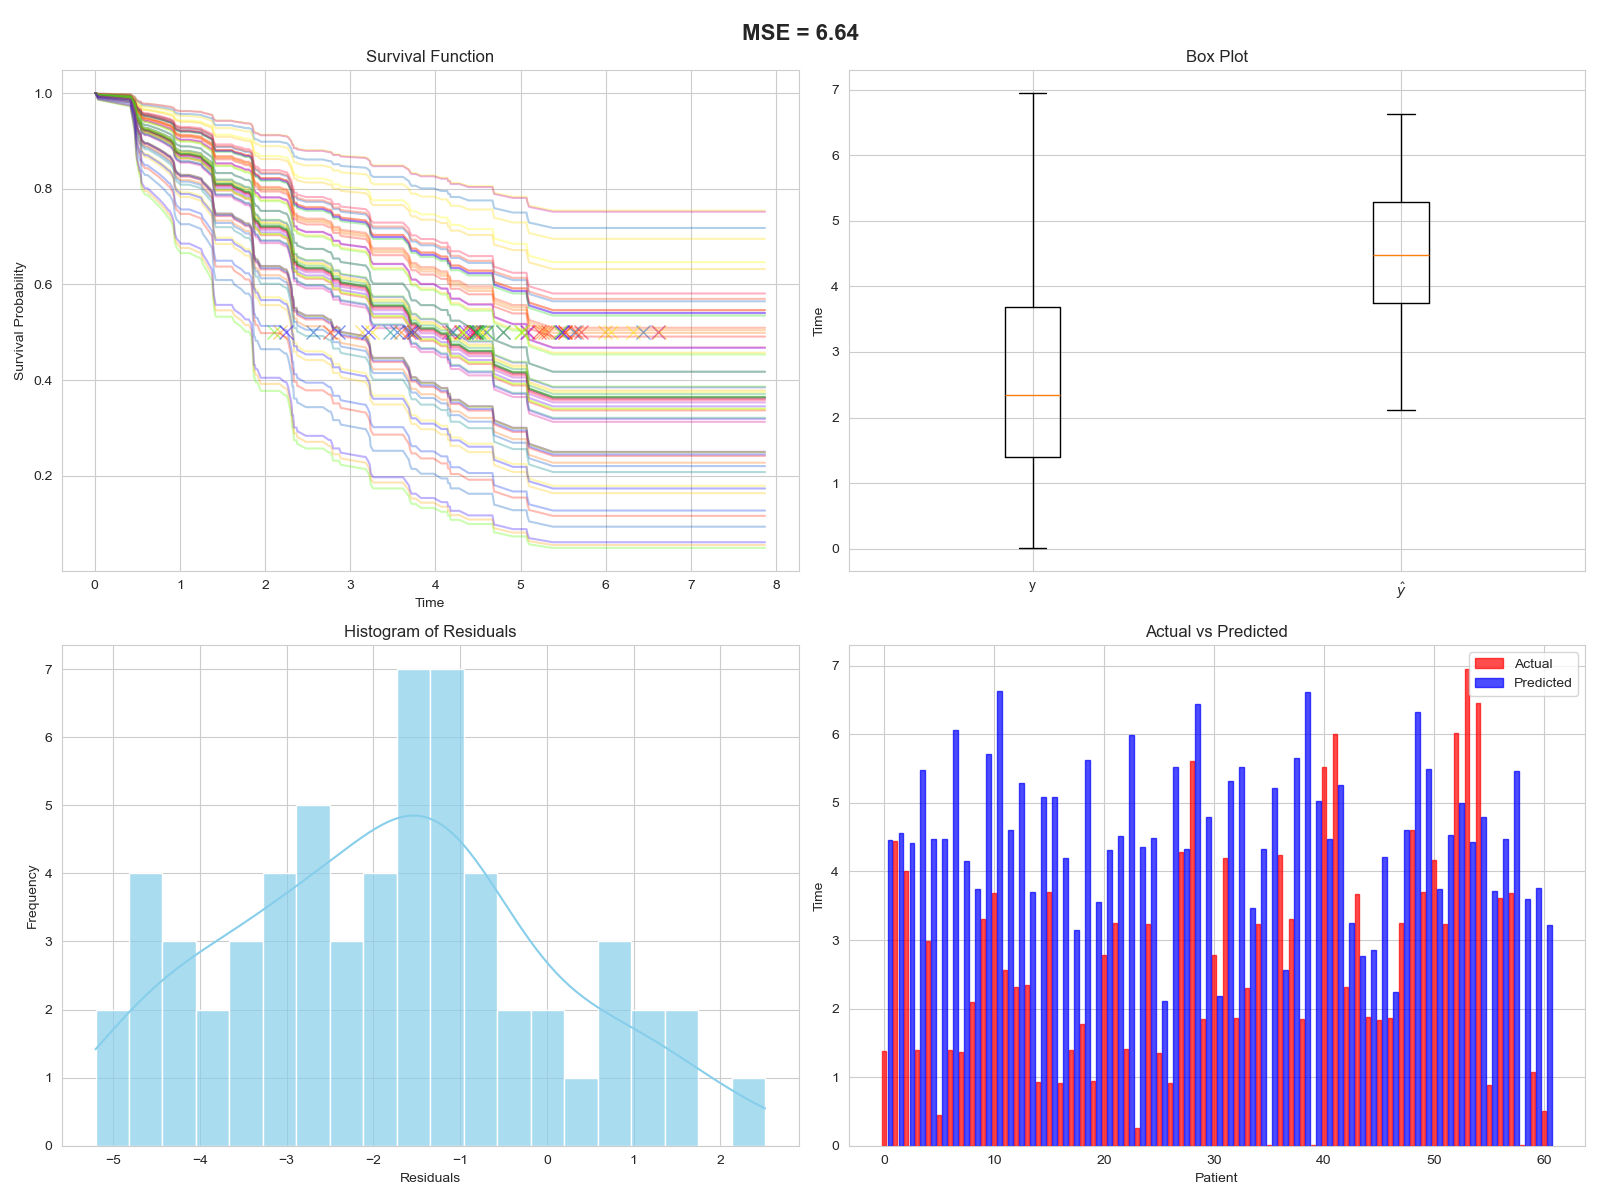 MSE = 6.64
Survival Function
1.0
0.8
0.6
0.4
0.2
Survival Probability
0 1 2 3 4 5 6 7 8
Time
Box Plot
7
6
5
4
3
2
1
0
Time
y ŷ
Histogram of Residuals
7
6
5
4
3
2
1
0
Frequency
−5 −4 −3 −2 −1 0 1 2
Residuals
Actual vs Predicted
Actual
Predicted
7
6
5
4
3
2
1
0
Time
0 10 20 30 40 50 60
Patient